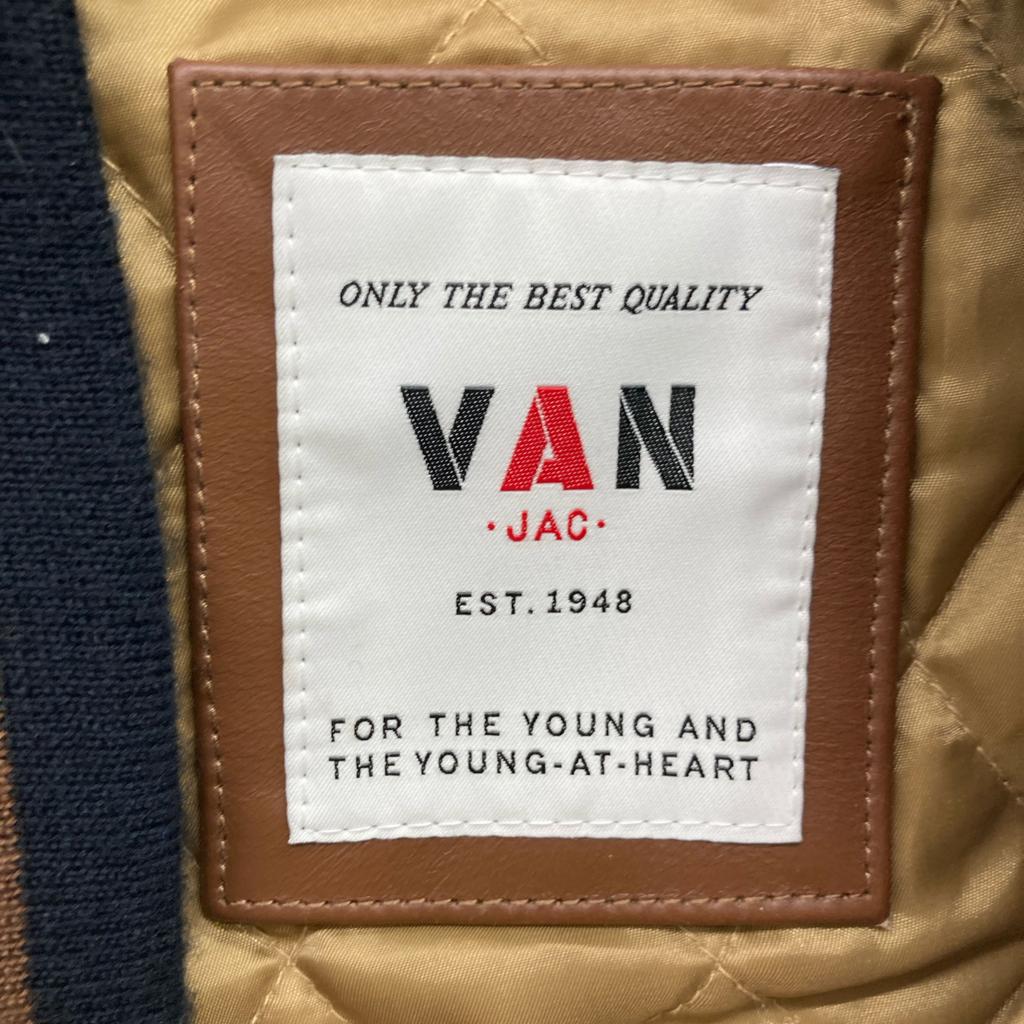 ONLY THE BEST QUALITY
VAN
·JAC·
EST. 1948
FOR THE YOUNG AND
THE YOUNG-AT-HEART